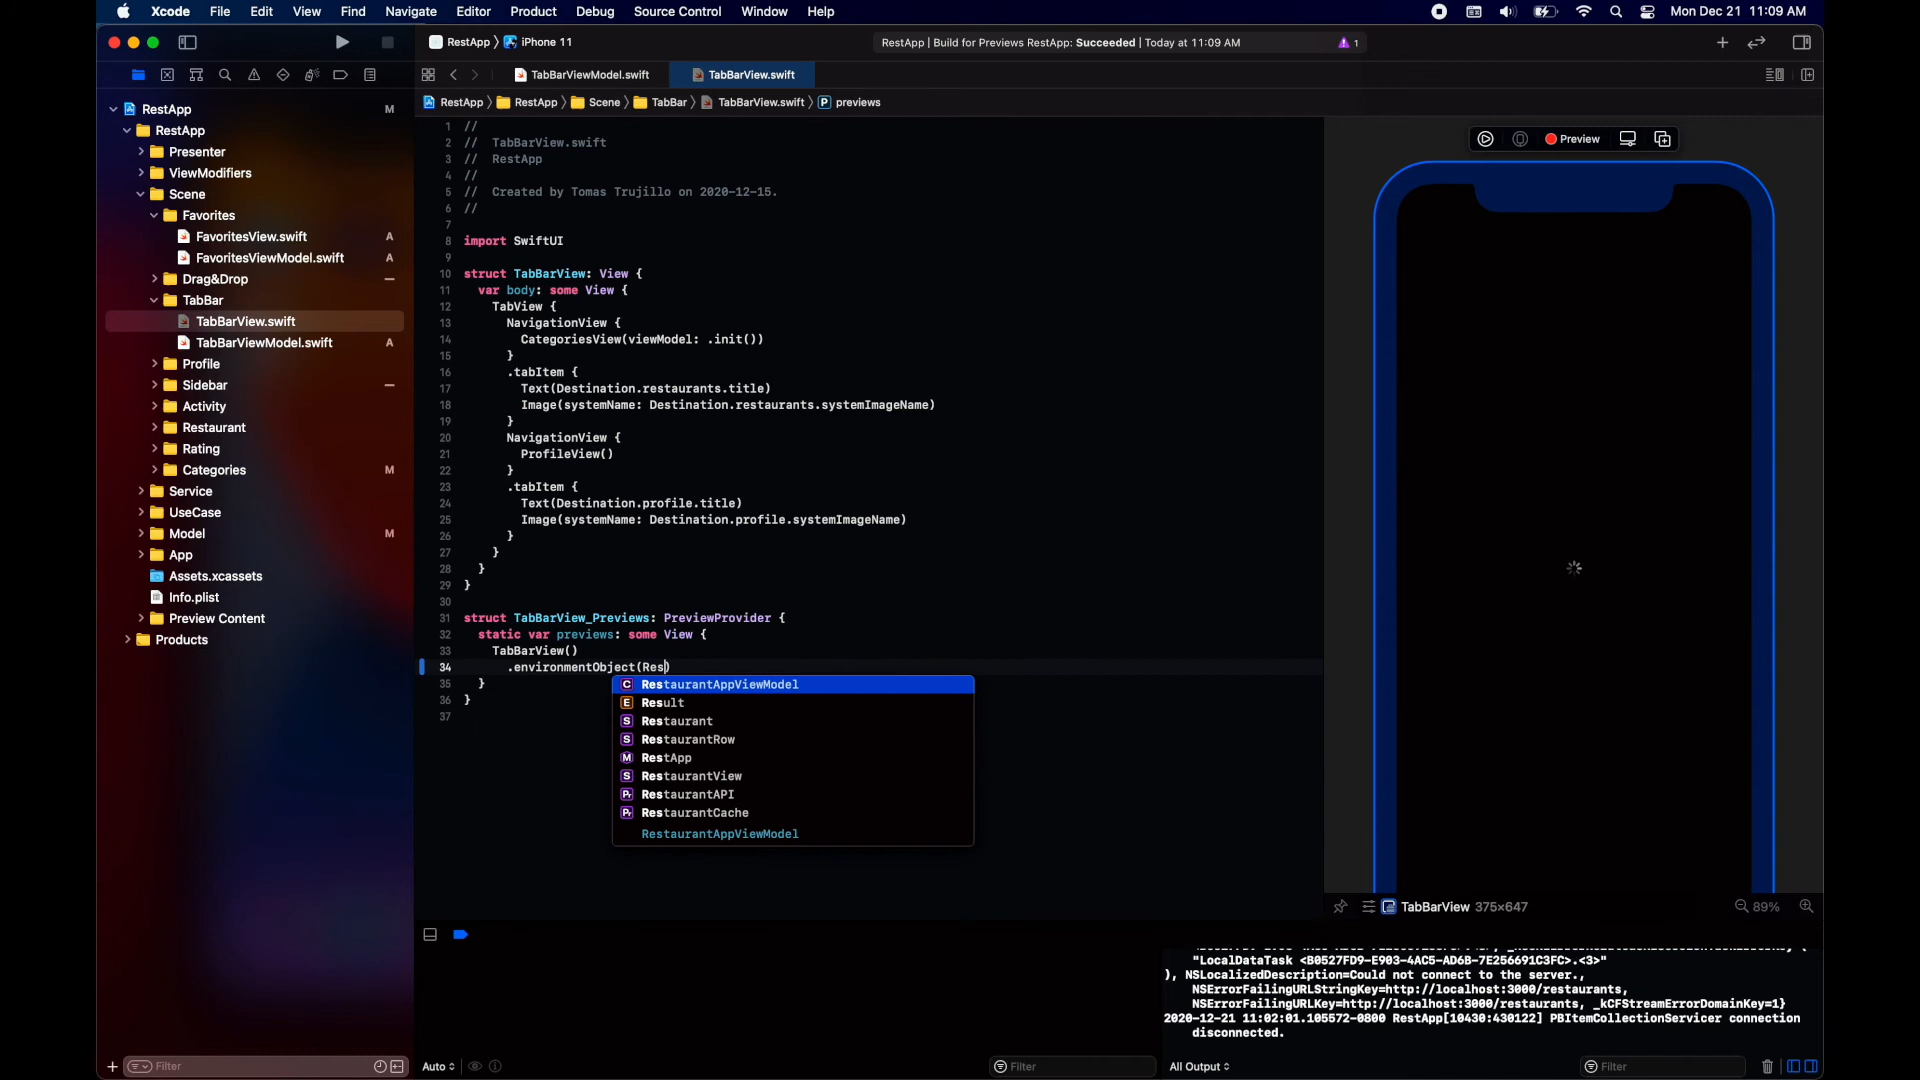 Xcode File Edit View Find Navigate Editor Product Debug Source Control Window Help Mon Dec 21 11:09 AM
RestApp iPhone 11 RestApp | Build for Previews RestApp: Succeeded | Today at 11:09 AM 1
TabBarViewModel.swift TabBarView.swift
RestApp RestApp Scene TabBar TabBarView.swift P previews
RestApp M
RestApp
Presenter
ViewModifiers
Scene
Favorites
FavoritesView.swift A
FavoritesViewModel.swift A
Drag&Drop
TabBar
TabBarView.swift
TabBarViewModel.swift A
Profile
Sidebar
Activity
Restaurant
Rating
Categories M
Service
UseCase
Model M
App
Assets.xcassets
Info.plist
Preview Content
Products
Filter
1 //
2 // TabBarView.swift
3 // RestApp
4 //
5 // Created by Tomas Trujillo on 2020-12-15.
6 //
7
8 import SwiftUI
9
10 struct TabBarView: View {
11 var body: some View {
12 TabView {
13 NavigationView {
14 CategoriesView(viewModel: .init())
15 }
16 .tabItem {
17 Text(Destination.restaurants.title)
18 Image(systemName: Destination.restaurants.systemImageName)
19 }
20 NavigationView {
21 ProfileView()
22 }
23 .tabItem {
24 Text(Destination.profile.title)
25 Image(systemName: Destination.profile.systemImageName)
26 }
27 }
28 }
29 }
30
31 struct TabBarView_Previews: PreviewProvider {
32 static var previews: some View {
33 TabBarView()
34 .environmentObject(Res)
35 }
36 }
37
C RestaurantAppViewModel
E Result
S Restaurant
S RestaurantRow
M RestApp
S RestaurantView
Pr RestaurantAPI
Pr RestaurantCache
RestaurantAppViewModel
Preview
TabBarView 375×647 89%
"LocalDataTask <B0527FD9-E903-4AC5-AD6B-7E256691C3FC>.<3>"
), NSLocalizedDescription=Could not connect to the server.,
NSErrorFailingURLStringKey=http://localhost:3000/restaurants,
NSErrorFailingURLKey=http://localhost:3000/restaurants, _kCFStreamErrorDomainKey=1}
2020-12-21 11:02:01.105572-0800 RestApp[10430:430122] PBItemCollectionServicer connection
disconnected.
Auto Filter All Output Filter